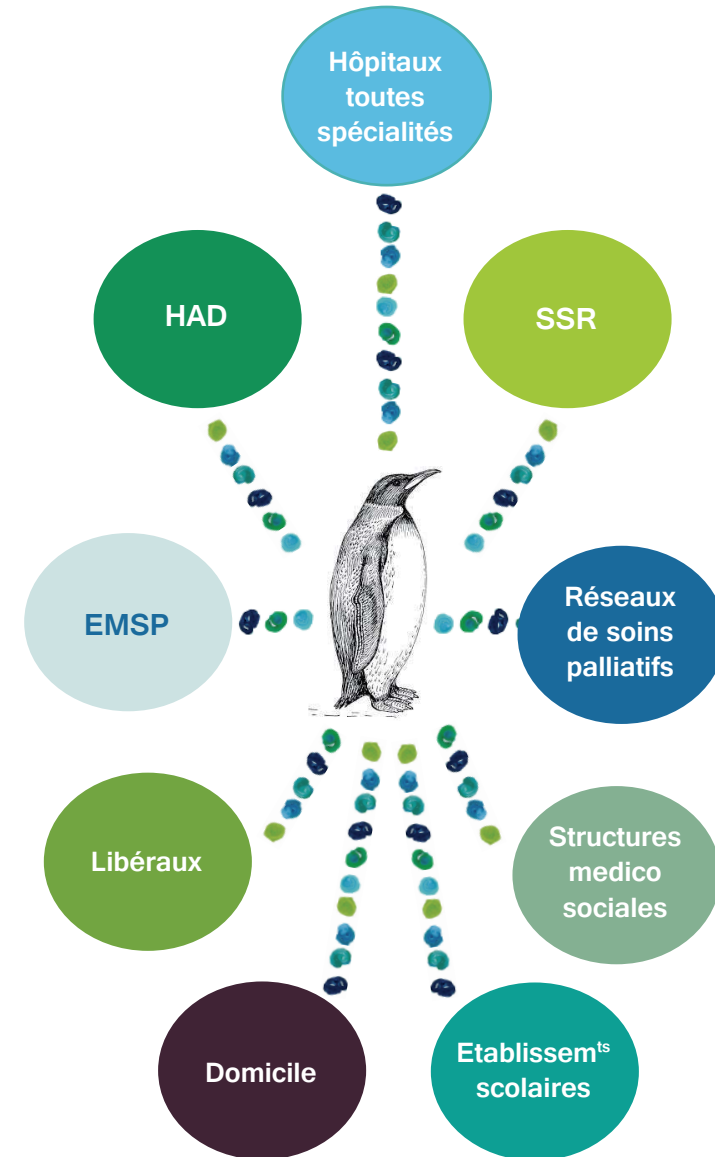 Hôpitaux
toutes
spécialités
HAD
SSR
EMSP
Réseaux
de soins
palliatifs
Libéraux
Structures
medico
sociales
Domicile
Etablissemᵗˢ
scolaires